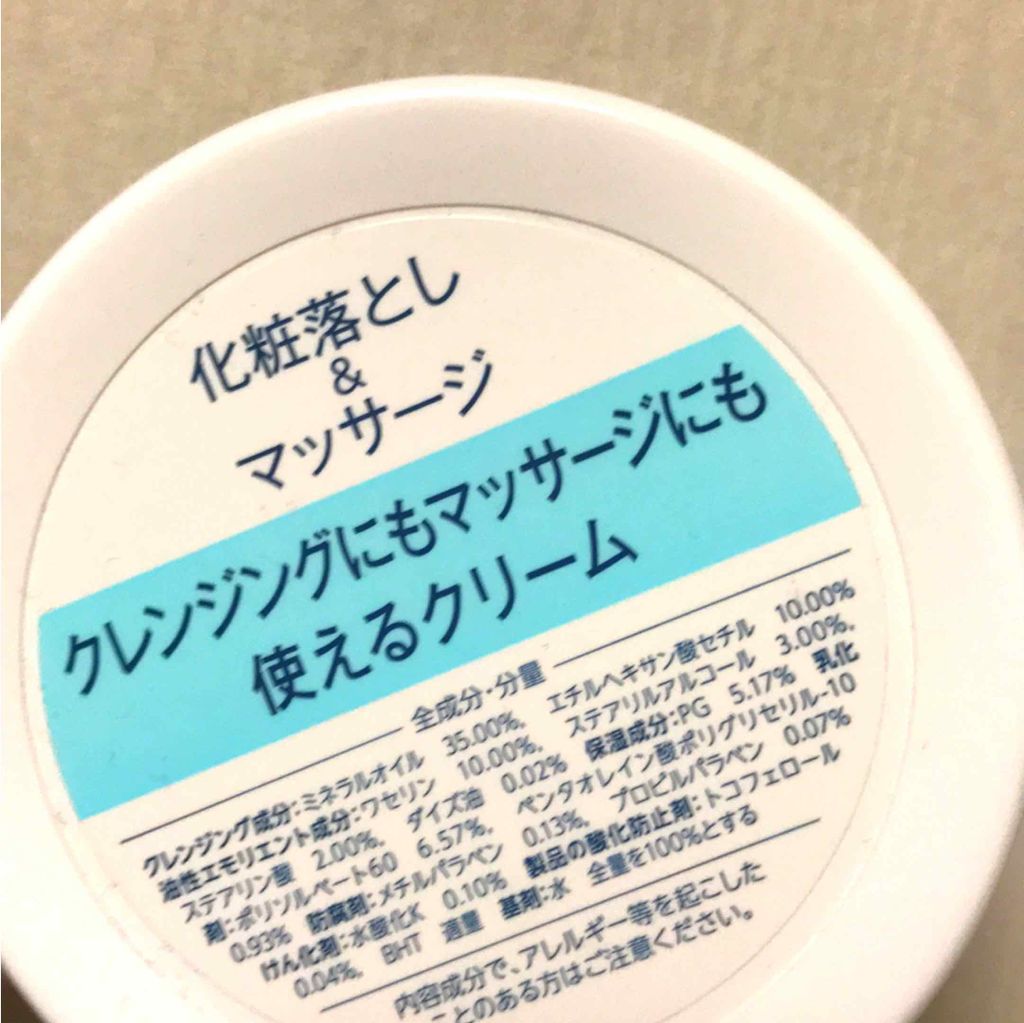 化粧落とし
&
マッサージ
クレンジングにもマッサージにも
使えるクリーム
全成分・分量
クレンジング成分：ミネラルオイル 35.00%、 エチルヘキサン酸セチル 10.00%
油性エモリエント成分：ワセリン 10.00%、 ステアリルアルコール 3.00%、
ステアリン酸 2.00%、 ダイズ油 0.02% 保湿成分：PG 5.17% 乳化
剤：ポリソルベート60 6.57%、 ペンタオレイン酸ポリグリセリル-10
0.93% 防腐剤：メチルパラベン 0.13%、 プロピルパラベン 0.07%
けん化剤：水酸化K 0.10% 製品の酸化防止剤：トコフェロール
0.04%、 BHT 適量 基剤：水 全量を100%とする
内容成分で、アレルギー等を起こした
ことのある方はご注意ください。